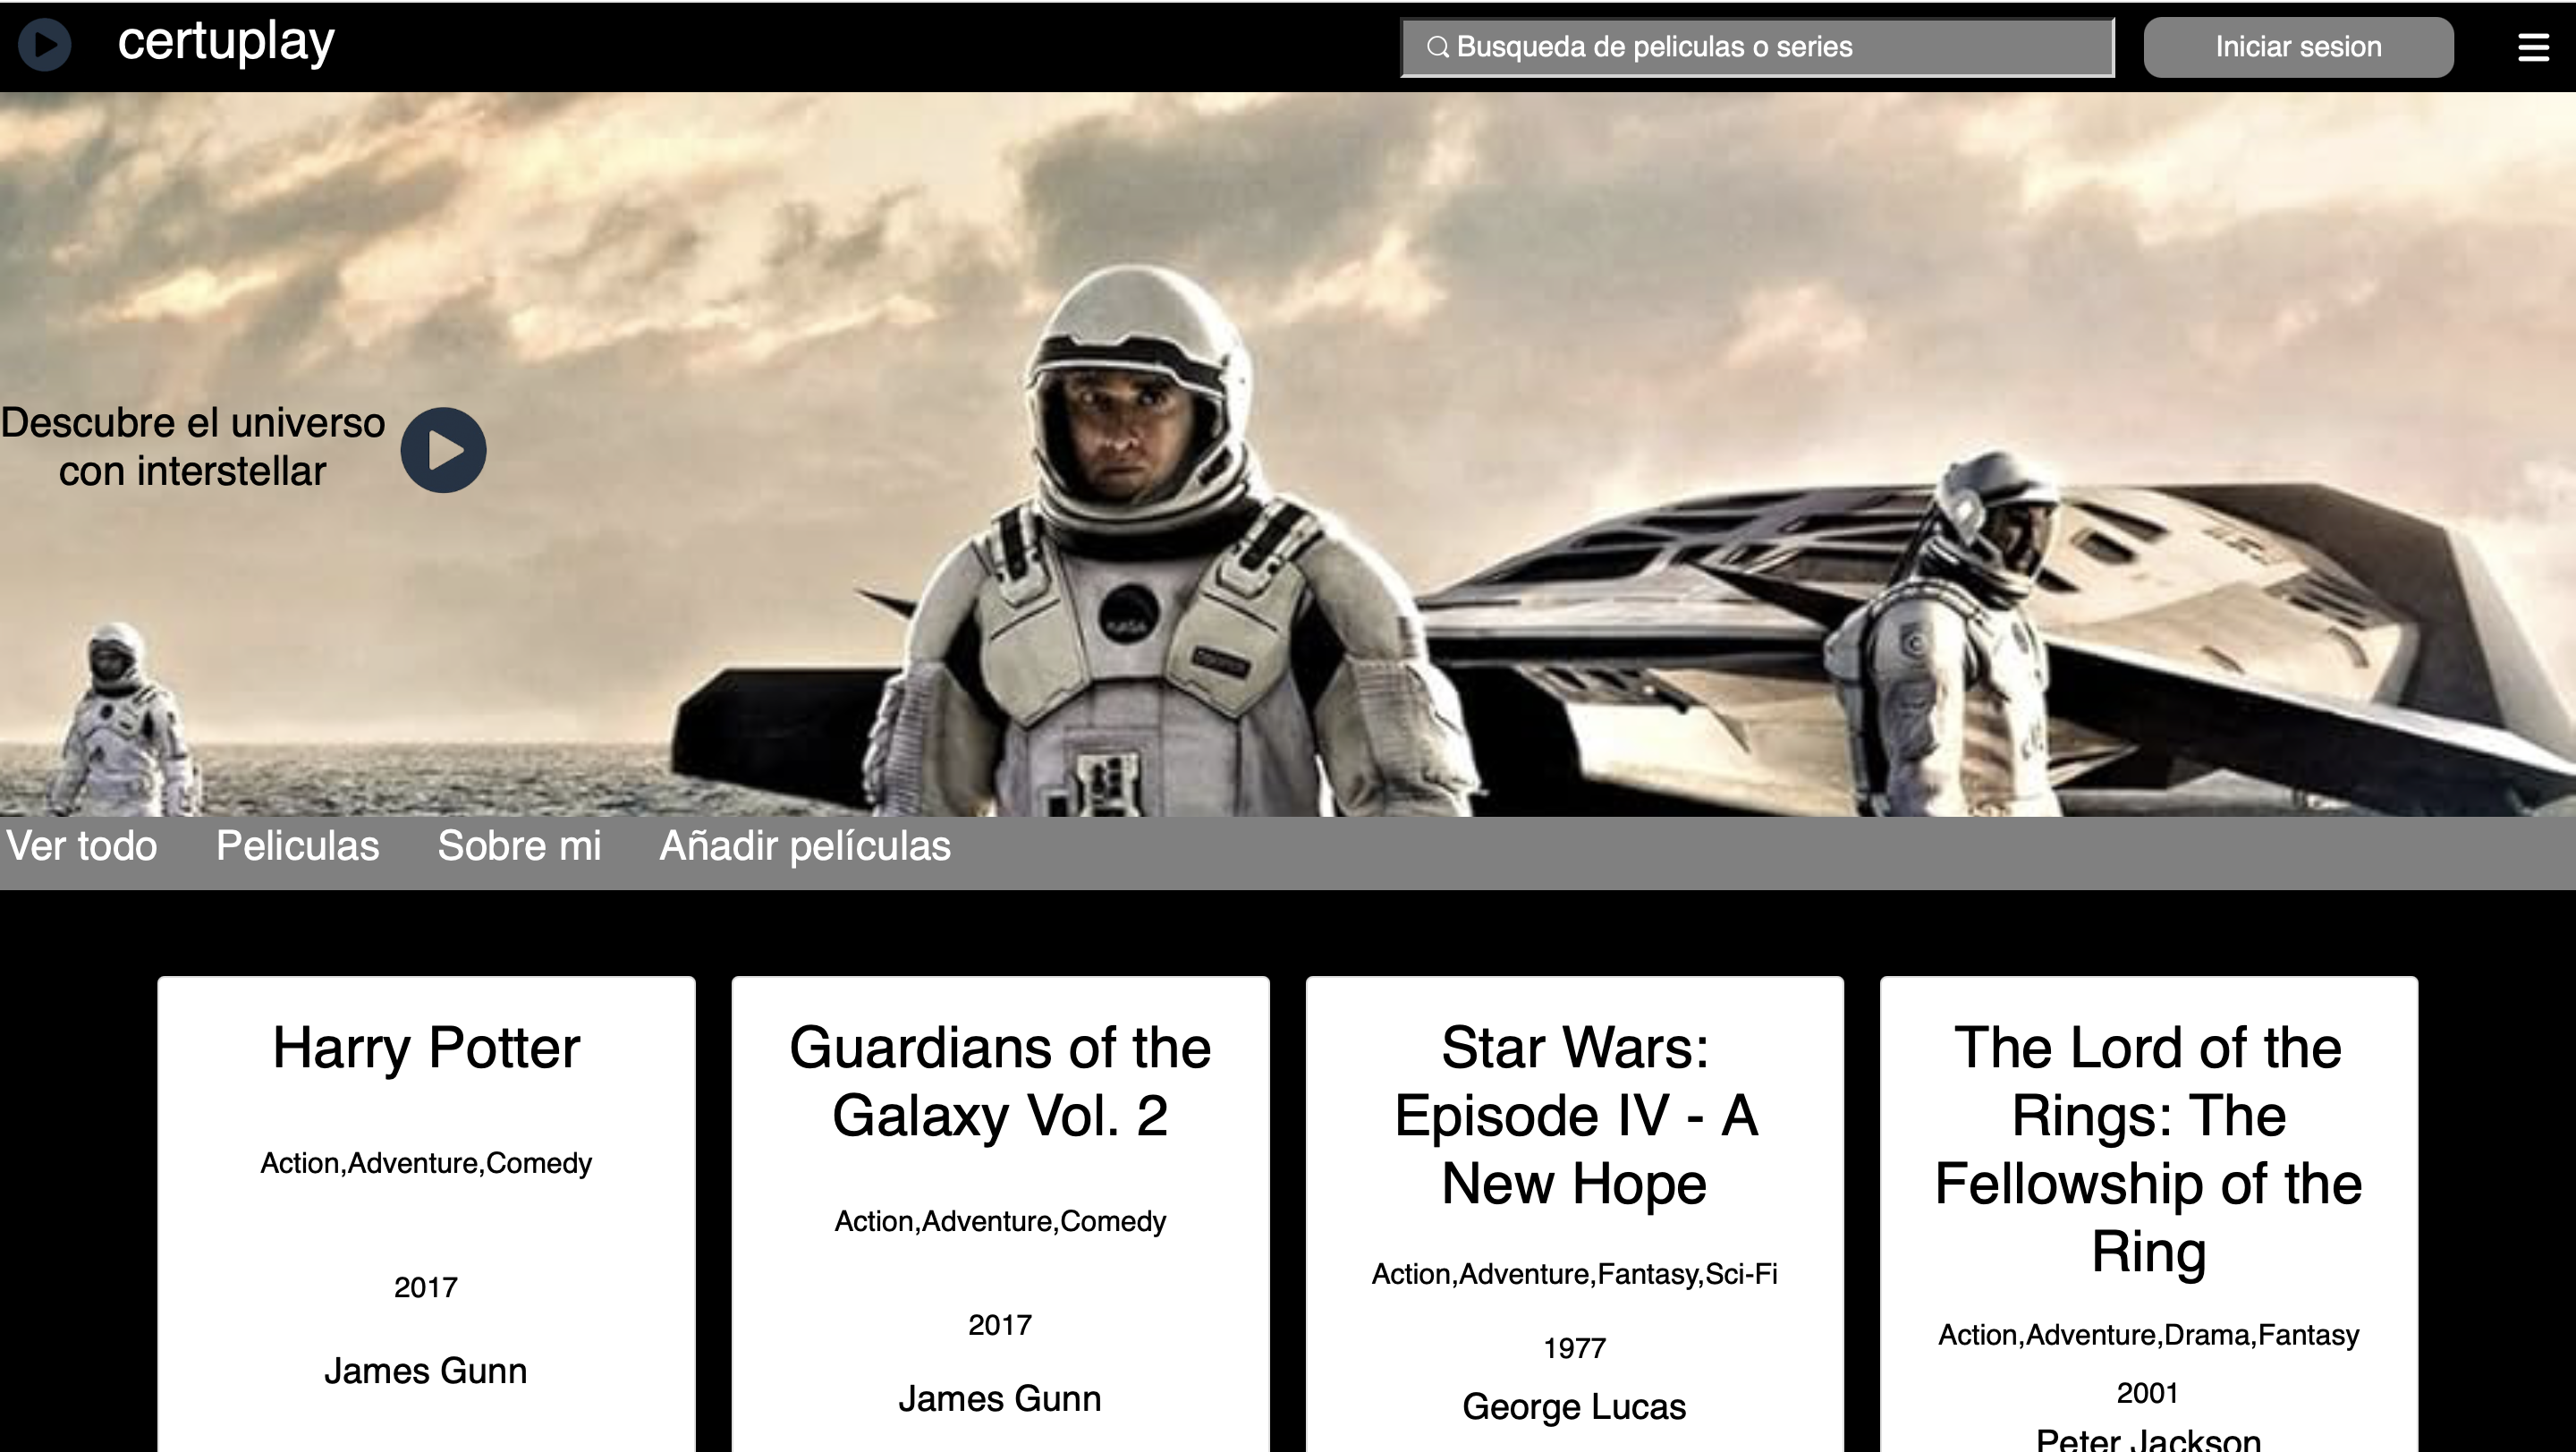 certuplay
Busqueda de peliculas o series
Iniciar sesion
Descubre el universo
con interstellar
NASA
Ver todo
Peliculas
Sobre mi
Añadir películas
Harry Potter
Action,Adventure,Comedy
2017
James Gunn
Guardians of the
Galaxy Vol. 2
Action,Adventure,Comedy
2017
James Gunn
Star Wars:
Episode IV - A
New Hope
Action,Adventure,Fantasy,Sci-Fi
1977
George Lucas
The Lord of the
Rings: The
Fellowship of the
Ring
Action,Adventure,Drama,Fantasy
2001
Peter Jackson